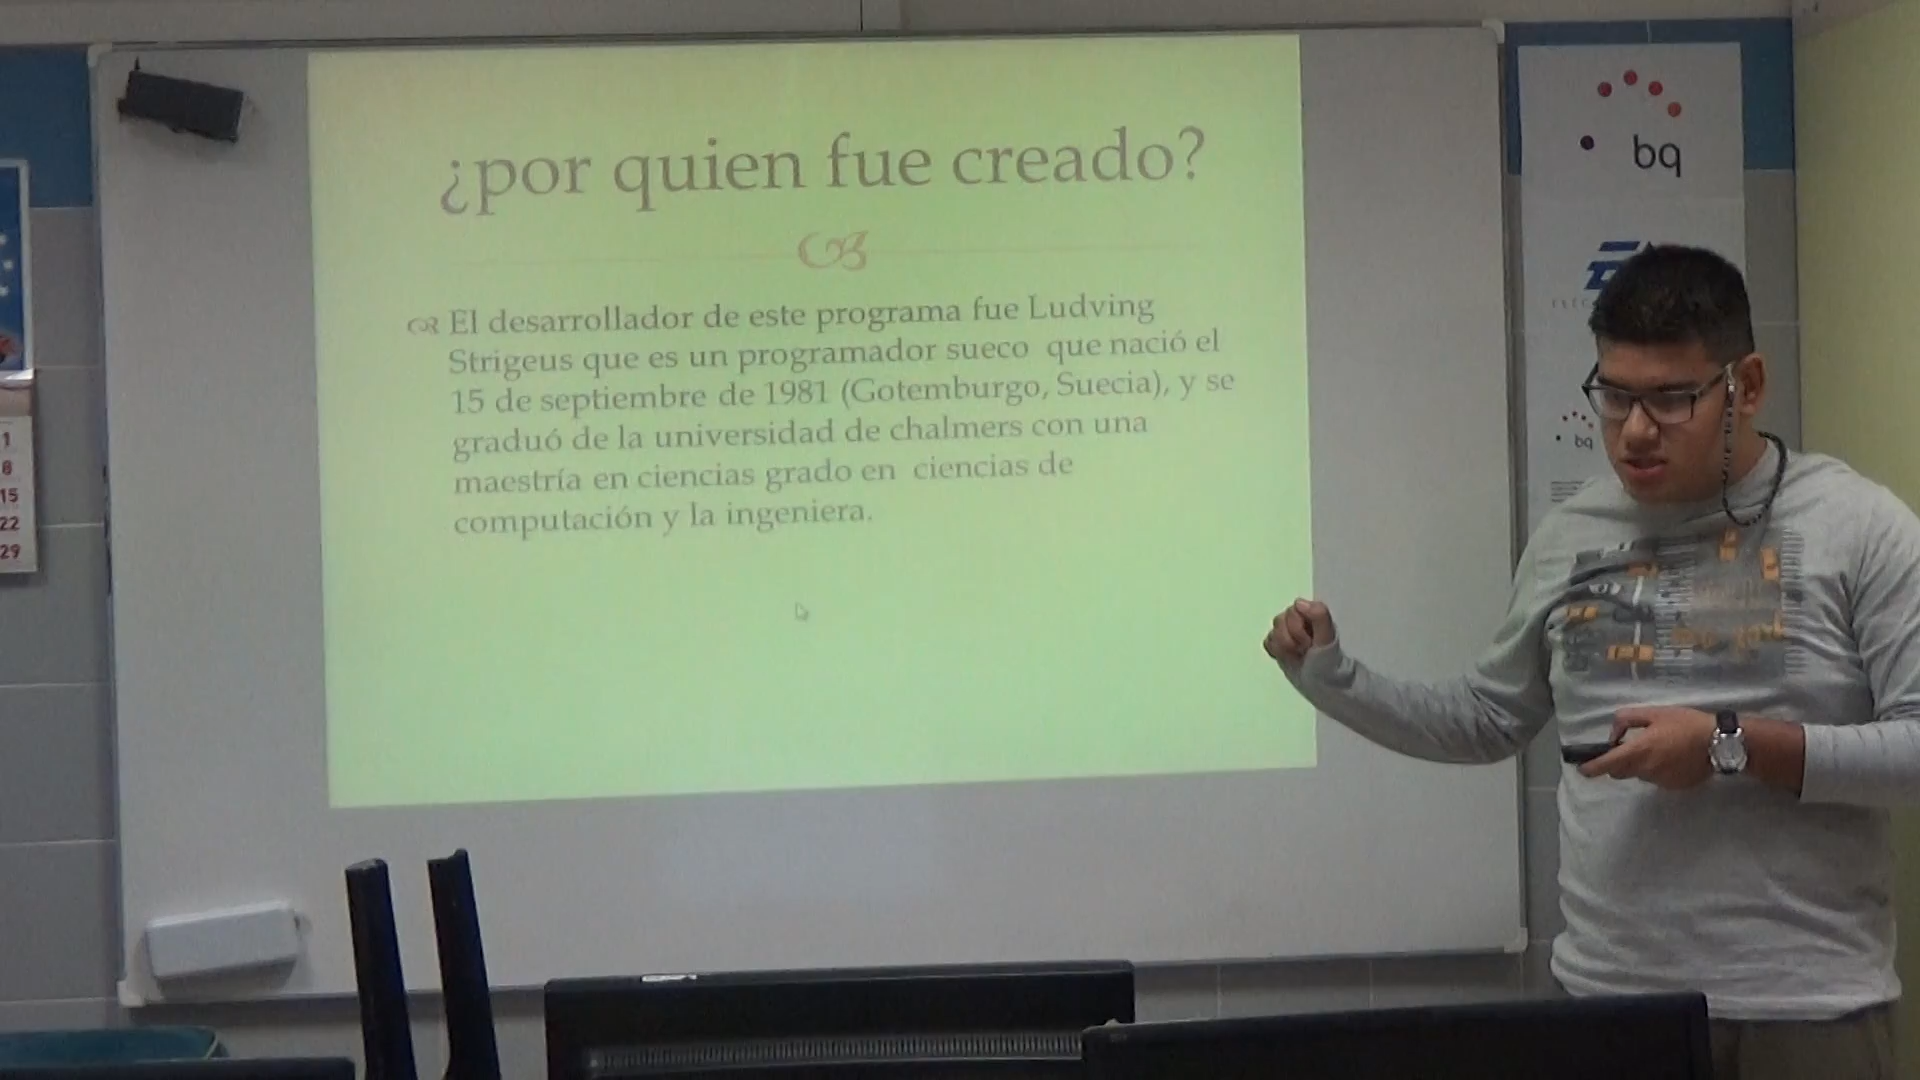 ¿por quien fue creado?
El desarrollador de este programa fue Ludving
Strigeus que es un programador sueco que nació el
15 de septiembre de 1981 (Gotemburgo, Suecia), y se
graduó de la universidad de chalmers con una
maestría en ciencias grado en ciencias de
computación y la ingeniera.
bq
bq
1
8
15
22
29